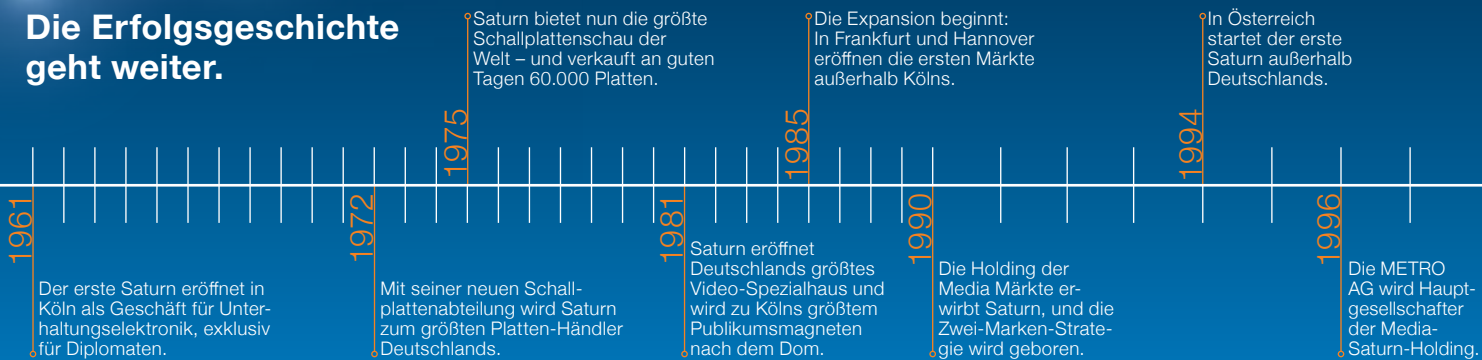 Die Erfolgsgeschichte
geht weiter.
1961
Der erste Saturn eröffnet in
Köln als Geschäft für Unter-
haltungselektronik, exklusiv
für Diplomaten.
1972
Mit seiner neuen Schall-
plattenabteilung wird Saturn
zum größten Platten-Händler
Deutschlands.
1975
Saturn bietet nun die größte
Schallplattenschau der
Welt – und verkauft an guten
Tagen 60.000 Platten.
1981
Saturn eröffnet
Deutschlands größtes
Video-Spezialhaus und
wird zu Kölns größtem
Publikumsmagneten
nach dem Dom.
1985
Die Expansion beginnt:
In Frankfurt und Hannover
eröffnen die ersten Märkte
außerhalb Kölns.
1990
Die Holding der
Media Märkte er-
wirbt Saturn, und die
Zwei-Marken-Strate-
gie wird geboren.
1994
In Österreich
startet der erste
Saturn außerhalb
Deutschlands.
1996
Die METRO
AG wird Haupt-
gesellschafter
der Media-
Saturn-Holding.